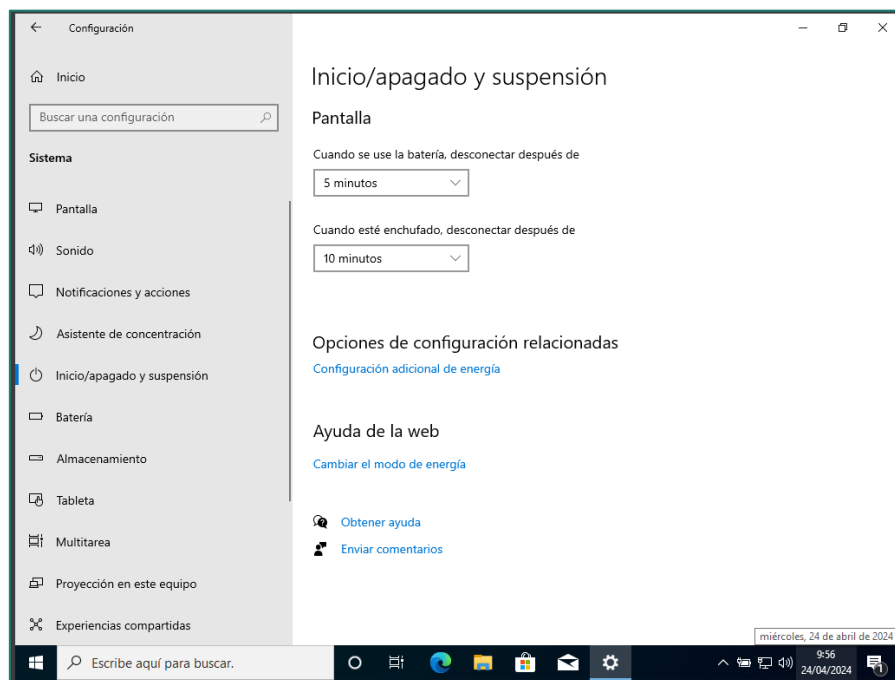 Configuración
Inicio
Buscar una configuración
Sistema
Pantalla
Sonido
Notificaciones y acciones
Asistente de concentración
Inicio/apagado y suspensión
Batería
Almacenamiento
Tableta
Multitarea
Proyección en este equipo
Experiencias compartidas
Inicio/apagado y suspensión
Pantalla
Cuando se use la batería, desconectar después de
5 minutos
Cuando esté enchufado, desconectar después de
10 minutos
Opciones de configuración relacionadas
Configuración adicional de energía
Ayuda de la web
Cambiar el modo de energía
Obtener ayuda
Enviar comentarios
miércoles, 24 de abril de 2024
Escribe aquí para buscar.
9:56
24/04/2024
1